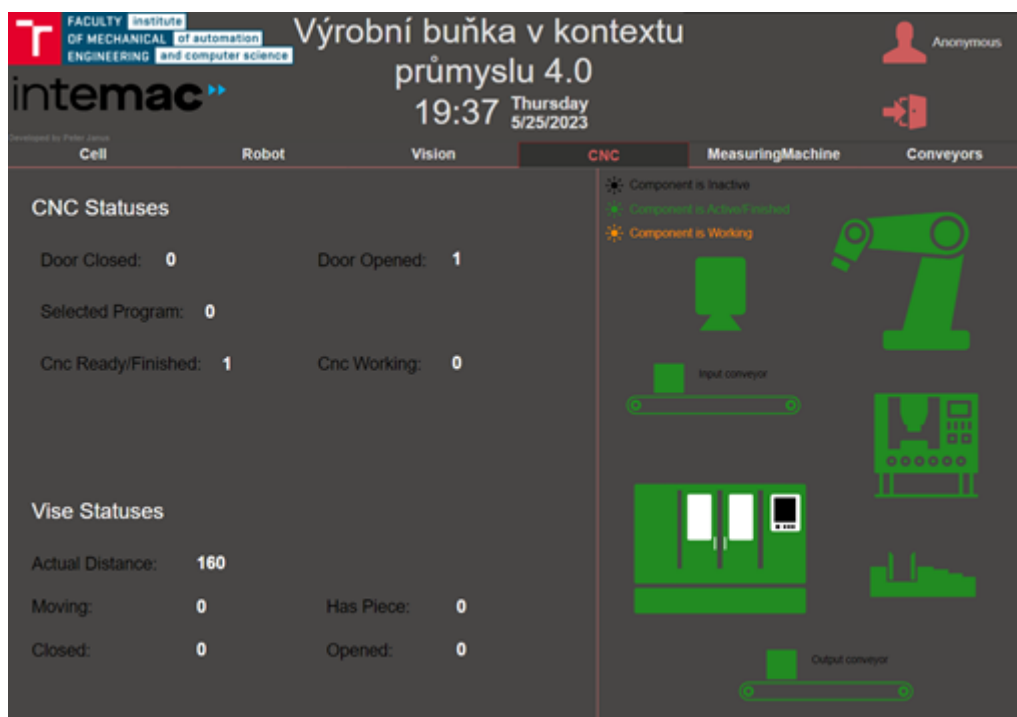 FACULTY institute
OF MECHANICAL of automation
ENGINEERING and computer science
intemac
Developed by Peter Janus
Výrobní buňka v kontextu
průmyslu 4.0
19:37 Thursday
5/25/2023
Anonymous
Cell Robot Vision CNC MeasuringMachine Conveyors
CNC Statuses
Door Closed: 0 Door Opened: 1
Selected Program: 0
Cnc Ready/Finished: 1 Cnc Working: 0
Vise Statuses
Actual Distance: 160
Moving: 0 Has Piece: 0
Closed: 0 Opened: 0
Component is Inactive
Component is Active/Finished
Component is Working
Input conveyor
Output conveyor